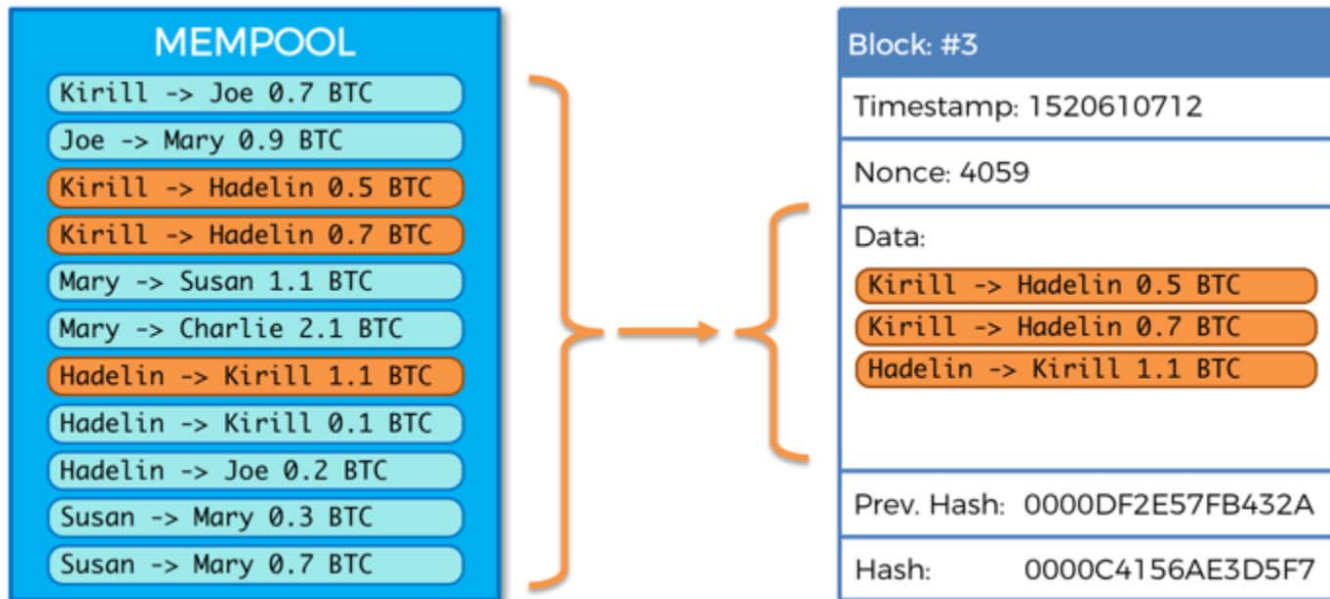 MEMPOOL
Kirill -> Joe 0.7 BTC
Joe -> Mary 0.9 BTC
Kirill -> Hadelin 0.5 BTC
Kirill -> Hadelin 0.7 BTC
Mary -> Susan 1.1 BTC
Mary -> Charlie 2.1 BTC
Hadelin -> Kirill 1.1 BTC
Hadelin -> Kirill 0.1 BTC
Hadelin -> Joe 0.2 BTC
Susan -> Mary 0.3 BTC
Susan -> Mary 0.7 BTC
Block: #3
Timestamp: 1520610712
Nonce: 4059
Data:
Kirill -> Hadelin 0.5 BTC
Kirill -> Hadelin 0.7 BTC
Hadelin -> Kirill 1.1 BTC
Prev. Hash: 0000DF2E57FB432A
Hash: 0000C4156AE3D5F7